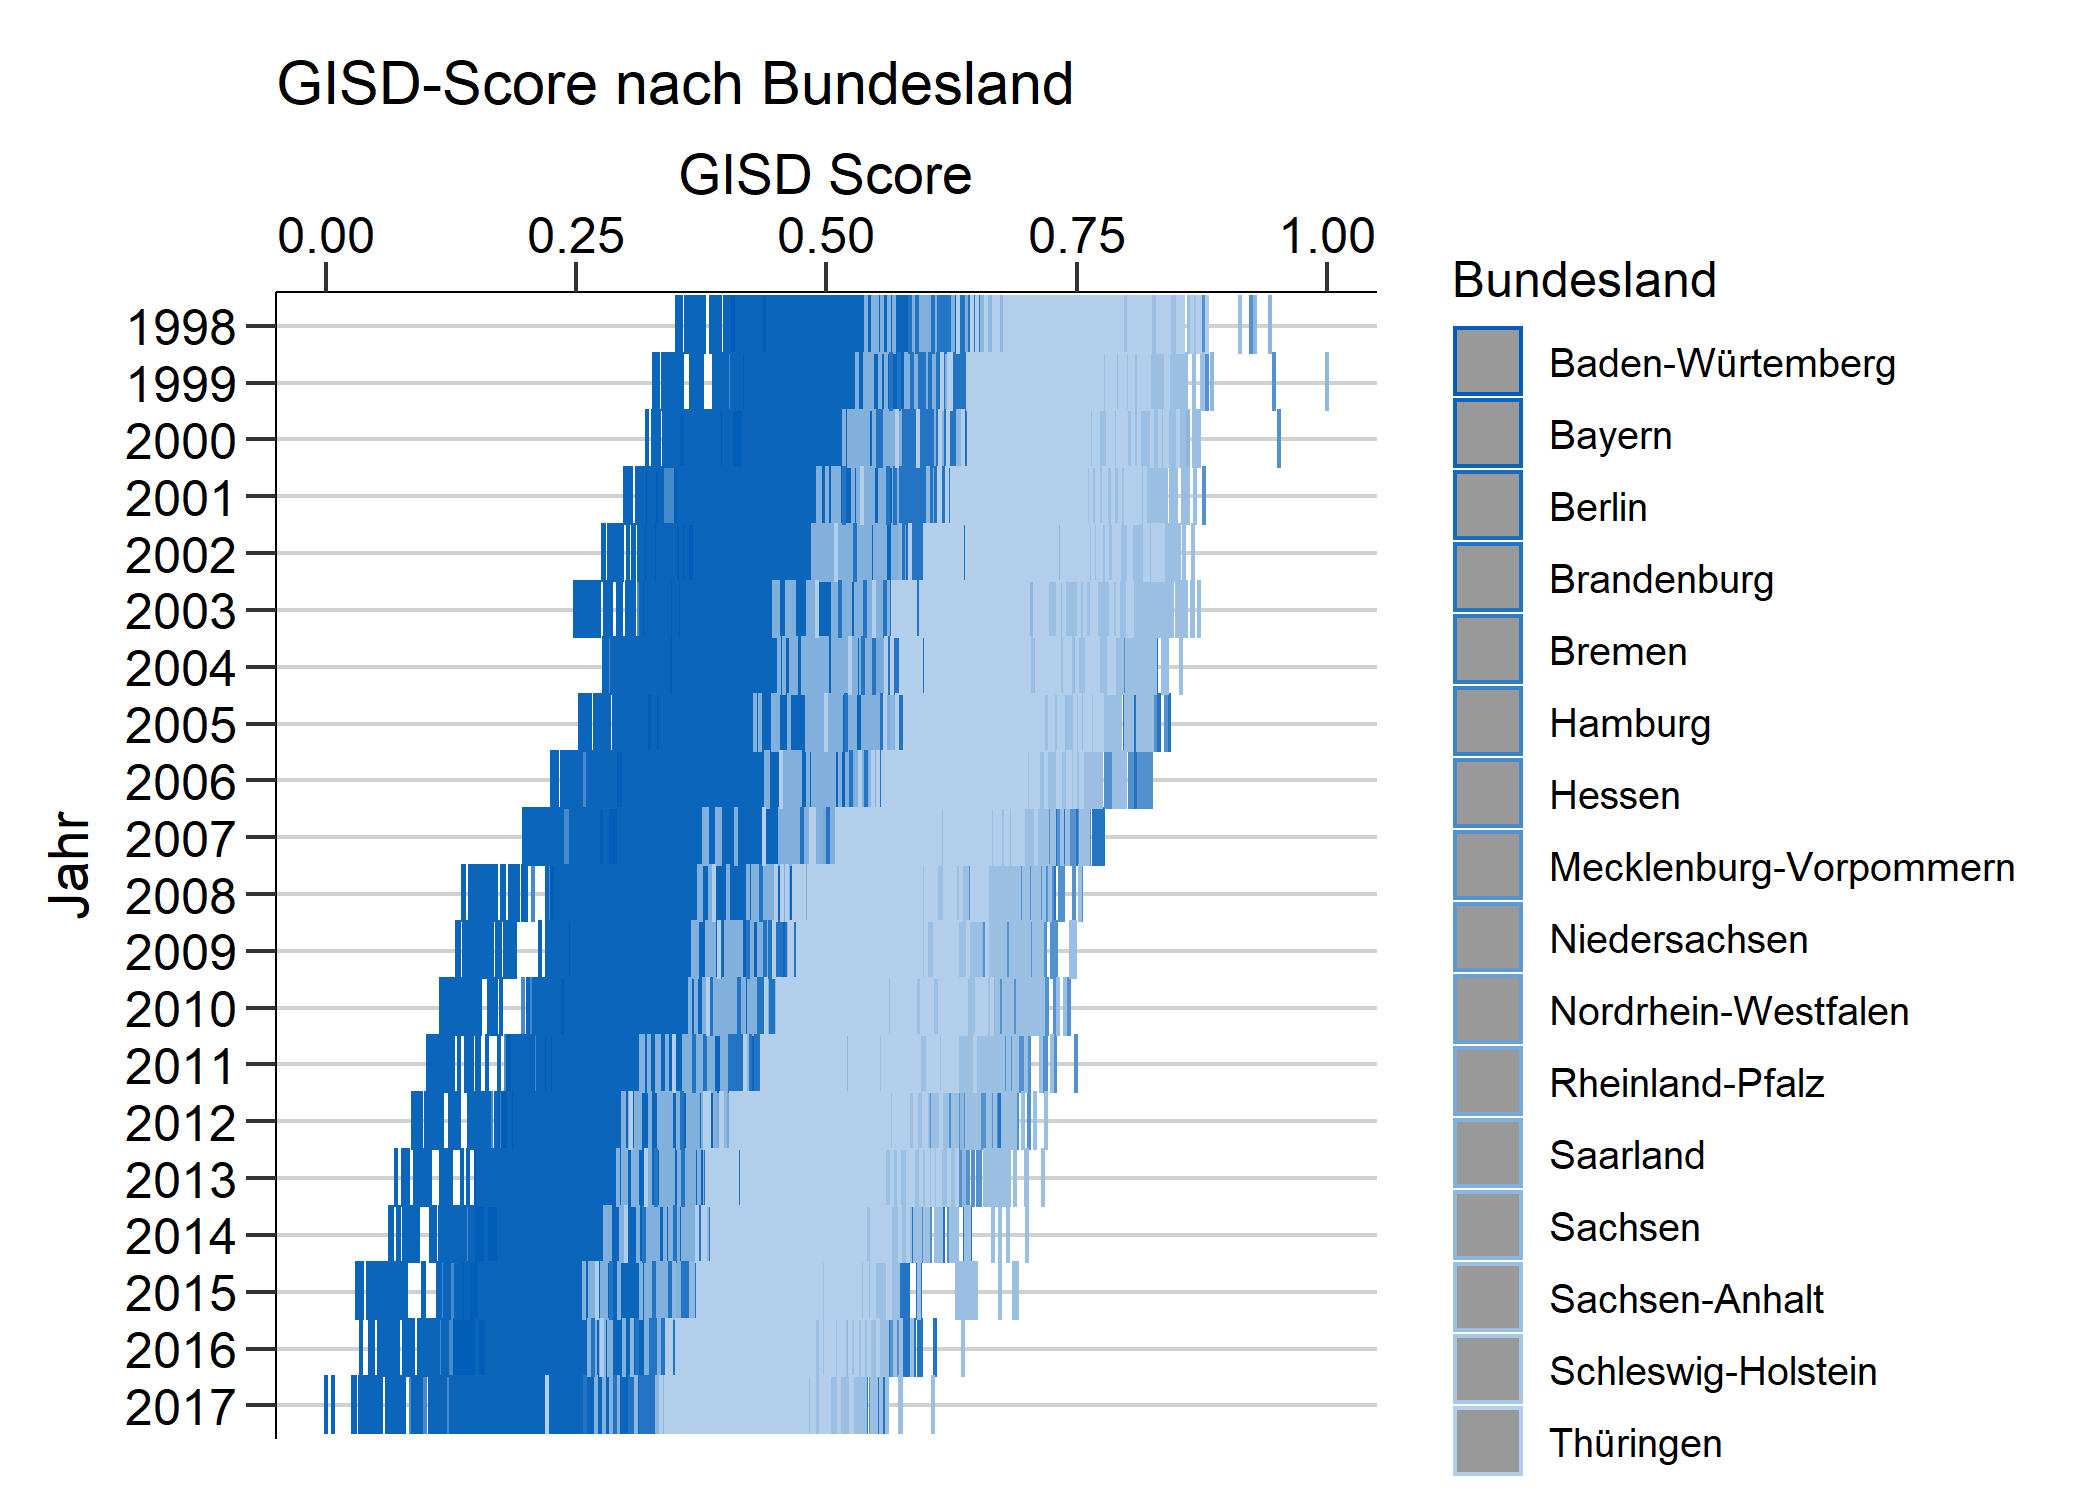 GISD-Score nach Bundesland
GISD Score
0.00 0.25 0.50 0.75 1.00
Jahr
1998
1999
2000
2001
2002
2003
2004
2005
2006
2007
2008
2009
2010
2011
2012
2013
2014
2015
2016
2017
Bundesland
Baden-Würtemberg
Bayern
Berlin
Brandenburg
Bremen
Hamburg
Hessen
Mecklenburg-Vorpommern
Niedersachsen
Nordrhein-Westfalen
Rheinland-Pfalz
Saarland
Sachsen
Sachsen-Anhalt
Schleswig-Holstein
Thüringen